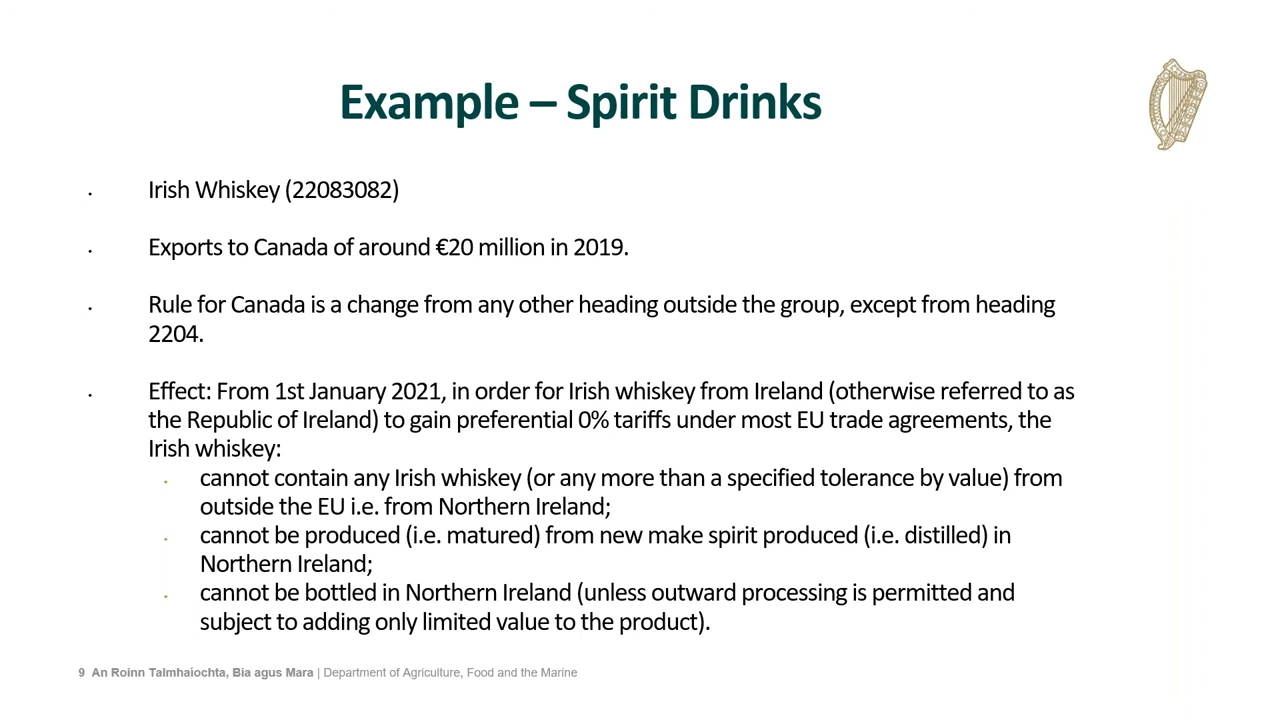 Example – Spirit Drinks
· Irish Whiskey (22083082)
· Exports to Canada of around €20 million in 2019.
· Rule for Canada is a change from any other heading outside the group, except from heading
2204.
· Effect: From 1st January 2021, in order for Irish whiskey from Ireland (otherwise referred to as
the Republic of Ireland) to gain preferential 0% tariffs under most EU trade agreements, the
Irish whiskey:
· cannot contain any Irish whiskey (or any more than a specified tolerance by value) from
outside the EU i.e. from Northern Ireland;
· cannot be produced (i.e. matured) from new make spirit produced (i.e. distilled) in
Northern Ireland;
· cannot be bottled in Northern Ireland (unless outward processing is permitted and
subject to adding only limited value to the product).
9 An Roinn Talmhaíochta, Bia agus Mara | Department of Agriculture, Food and the Marine